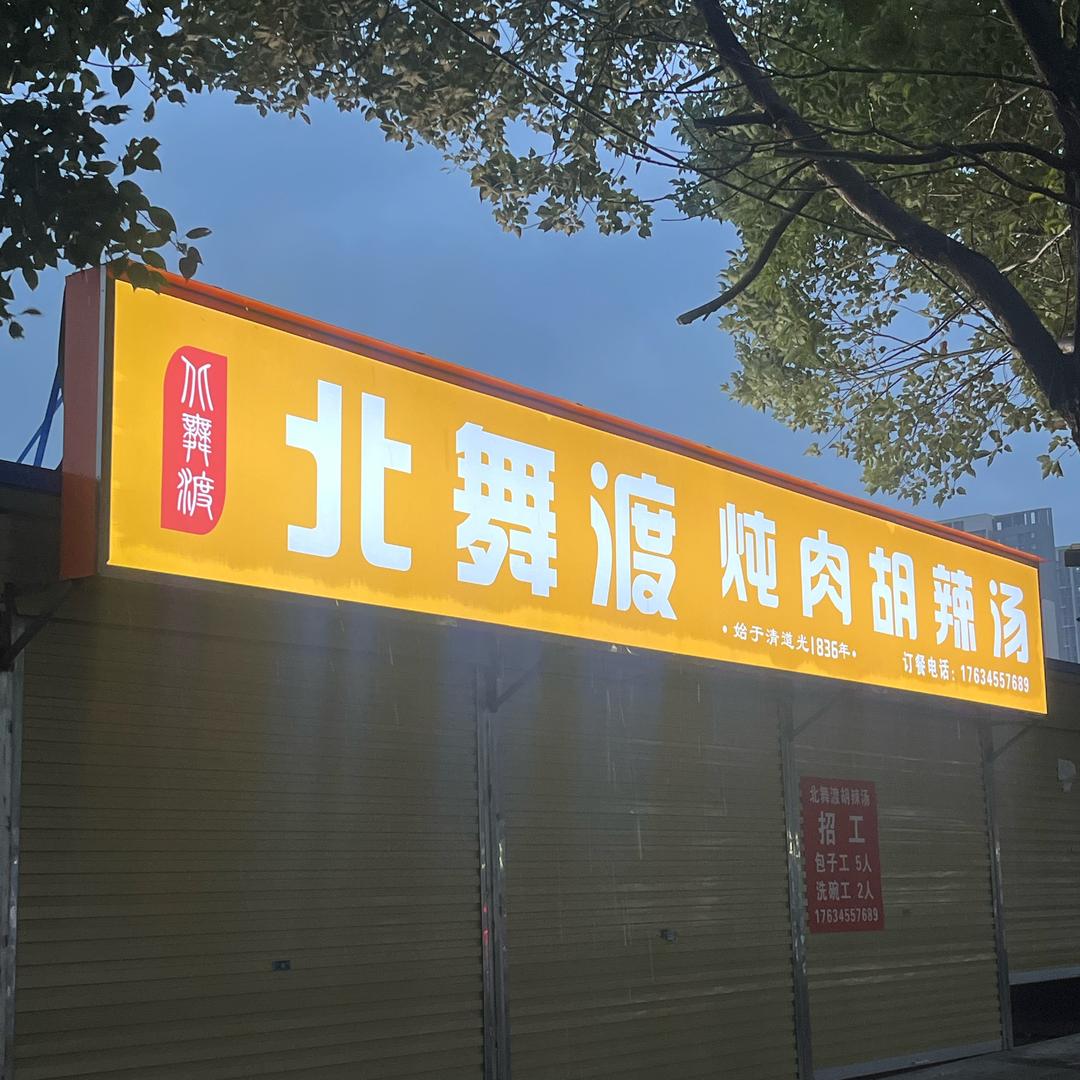 北舞渡
北舞渡 炖肉胡辣汤
·始于清道光1836年·
订餐电话：17634557689
北舞渡胡辣汤
招工
包子工 5人
洗碗工 2人
17634557689